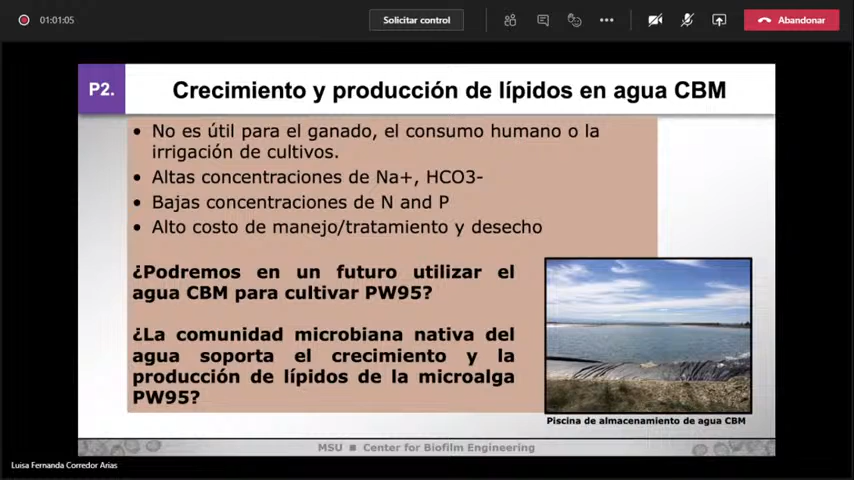 01:01:05
Solicitar control
Abandonar
P2.
Crecimiento y producción de lípidos en agua CBM
• No es útil para el ganado, el consumo humano o la
irrigación de cultivos.
• Altas concentraciones de Na+, HCO3-
• Bajas concentraciones de N and P
• Alto costo de manejo/tratamiento y desecho
¿Podremos en un futuro utilizar el
agua CBM para cultivar PW95?
¿La comunidad microbiana nativa del
agua soporta el crecimiento y la
producción de lípidos de la microalga
PW95?
Piscina de almacenamiento de agua CBM
MSU ■ Center for Biofilm Engineering
Luisa Fernanda Corredor Arias